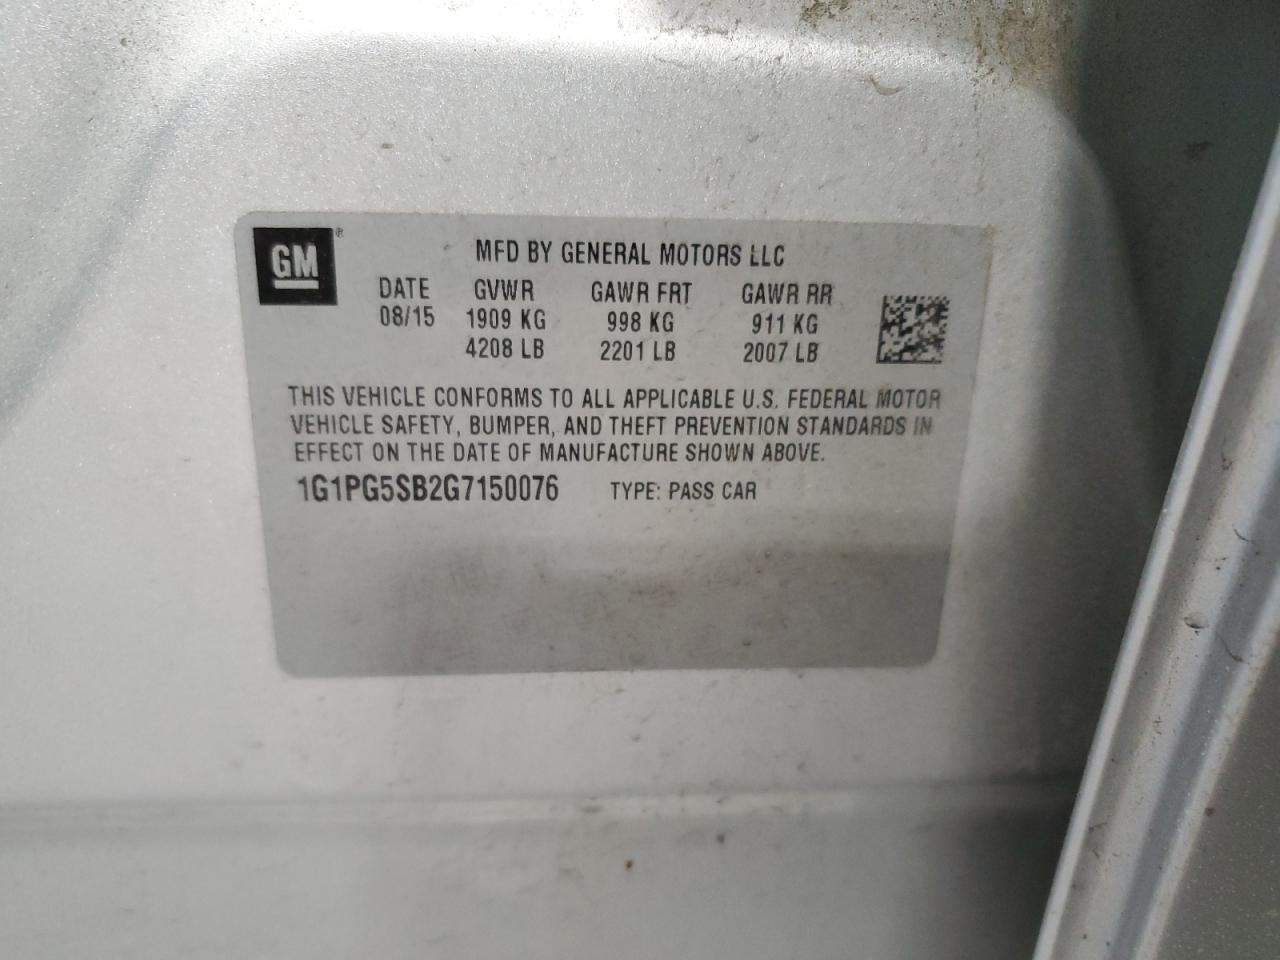 GM®
MFD BY GENERAL MOTORS LLC
DATE GVWR GAWR FRT GAWR RR
08/15 1909 KG 998 KG 911 KG
4208 LB 2201 LB 2007 LB
THIS VEHICLE CONFORMS TO ALL APPLICABLE U.S. FEDERAL MOTOR
VEHICLE SAFETY, BUMPER, AND THEFT PREVENTION STANDARDS IN
EFFECT ON THE DATE OF MANUFACTURE SHOWN ABOVE.
1G1PG5SB2G7150076 TYPE: PASS CAR